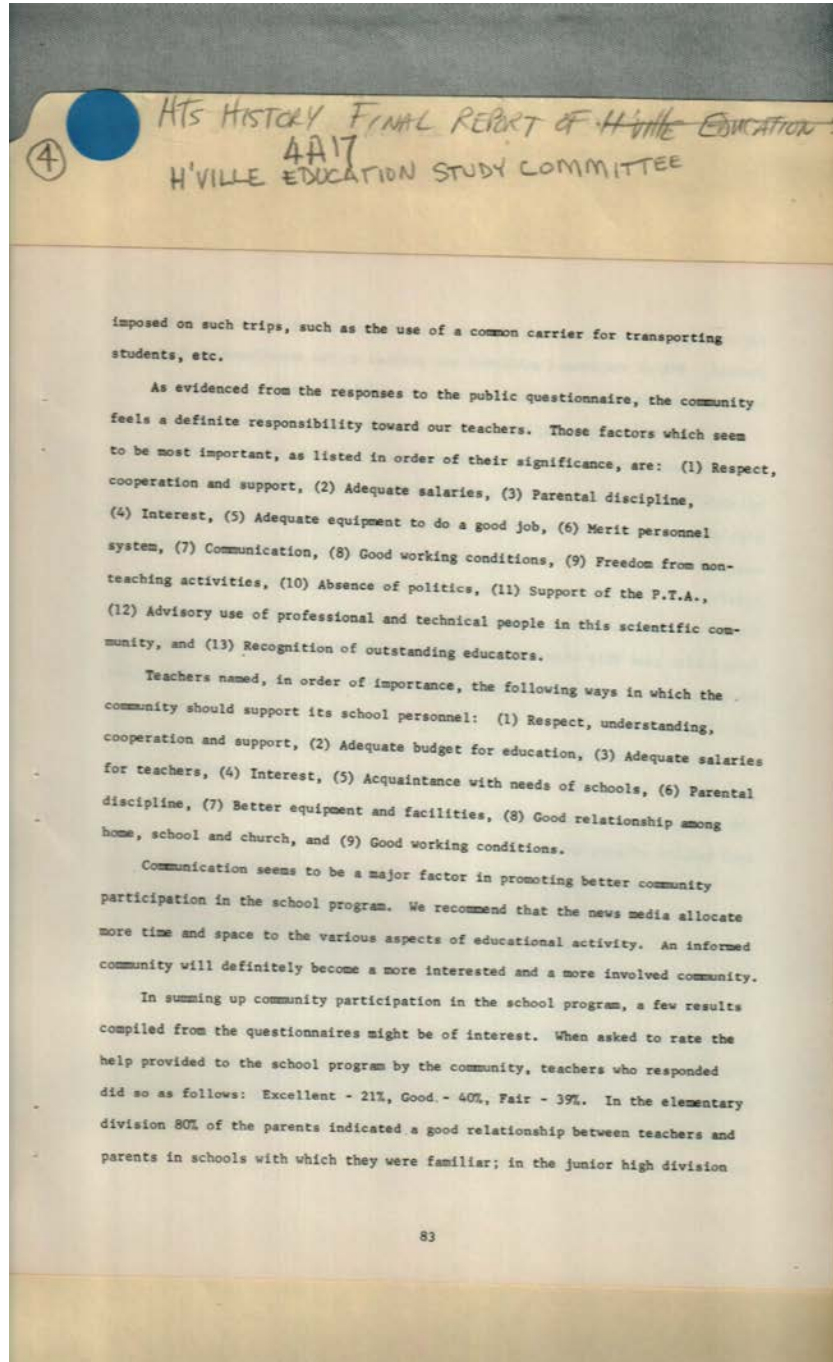 HTS HISTORY FINAL REPORT OF H'ville EDUCATION
4A17
4
H'VILLE EDUCATION STUDY COMMITTEE
imposed on such trips, such as the use of a common carrier for transporting
students, etc.
As evidenced from the responses to the public questionnaire, the community
feels a definite responsibility toward our teachers. Those factors which seem
to be most important, as listed in order of their significance, are: (1) Respect,
cooperation and support, (2) Adequate salaries, (3) Parental discipline,
(4) Interest, (5) Adequate equipment to do a good job, (6) Merit personnel
system, (7) Communication, (8) Good working conditions, (9) Freedom from non-
teaching activities, (10) Absence of politics, (11) Support of the P.T.A.,
(12) Advisory use of professional and technical people in this scientific com-
munity, and (13) Recognition of outstanding educators.
Teachers named, in order of importance, the following ways in which the
community should support its school personnel: (1) Respect, understanding,
cooperation and support, (2) Adequate budget for education, (3) Adequate salaries
for teachers, (4) Interest, (5) Acquaintance with needs of schools, (6) Parental
discipline, (7) Better equipment and facilities, (8) Good relationship among
home, school and church, and (9) Good working conditions.
Communication seems to be a major factor in promoting better community
participation in the school program. We recommend that the news media allocate
more time and space to the various aspects of educational activity. An informed
community will definitely become a more interested and a more involved community.
In summing up community participation in the school program, a few results
compiled from the questionnaires might be of interest. When asked to rate the
help provided to the school program by the community, teachers who responded
did so as follows: Excellent - 21%, Good - 40%, Fair - 39%. In the elementary
division 80% of the parents indicated a good relationship between teachers and
parents in schools with which they were familiar; in the junior high division
83